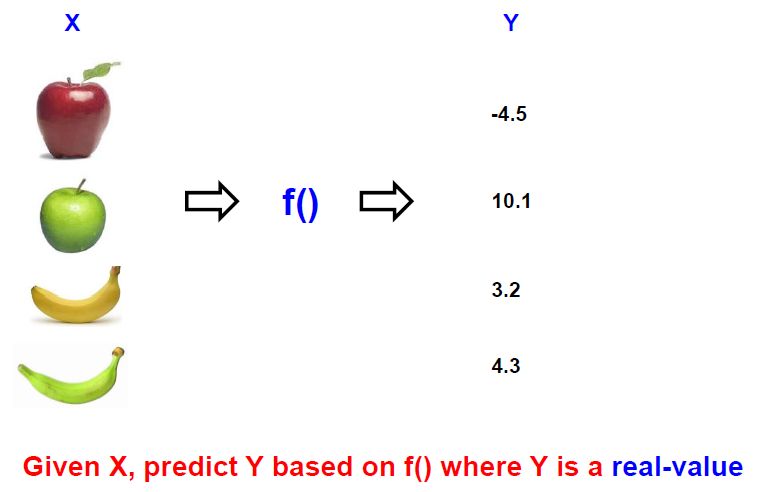 X Y
-4.5
f() 10.1
3.2
4.3
Given X, predict Y based on f() where Y is a real-value